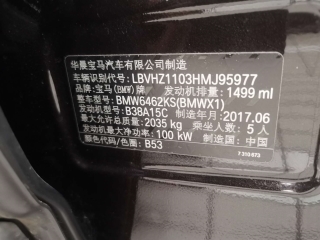 华晨宝马汽车有限公司制造
车辆识别代号: LBVHZ1103HMJ95977
品牌: 宝马(BMW)牌 发动机排量: 1499 ml
整车型号: BMW6462KS(BMWX1)
发动机型号: B38A15C 制造年月: 2017.06
最大允许总质量: 2035 kg 乘坐人数: 5 人
发动机最大净功率: 100 kW 制造国: 中国
颜色代码/色圈: B53
7 310 673